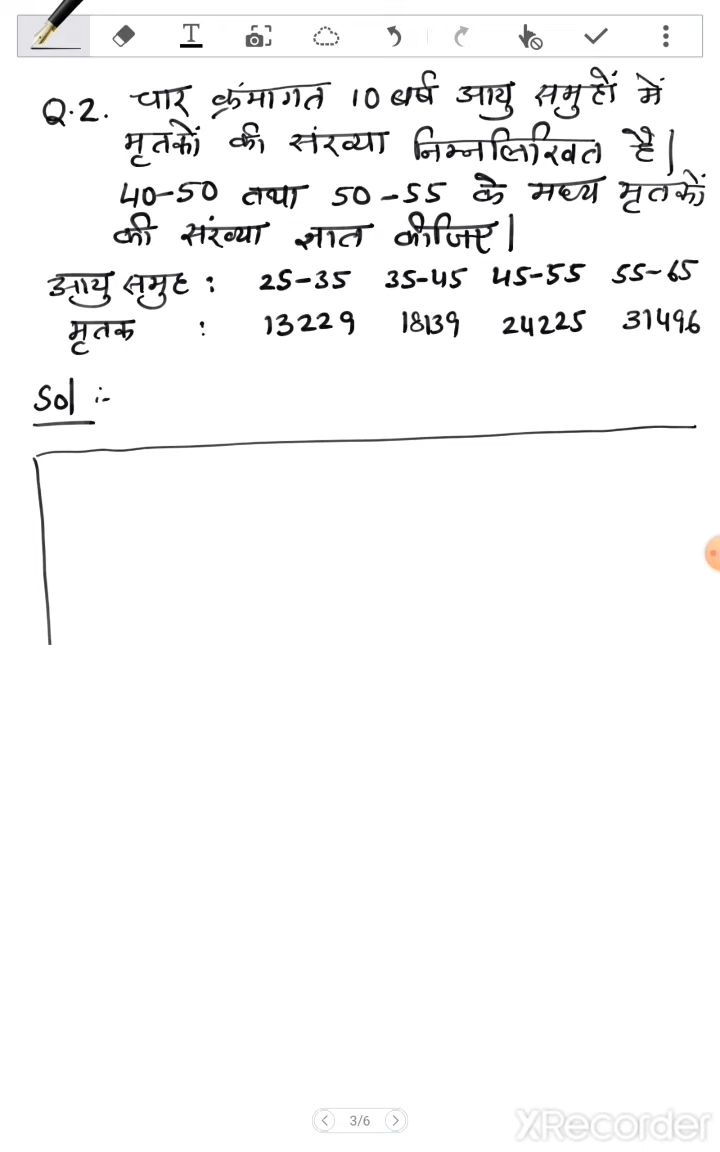 T
Q.2. चार क्रंमागत 10 वर्ष आयु समुहों में
मृतकों की संख्या निम्नलिखित है|
40-50 तथा 50-55 के मध्य मृतकों
की संख्या ज्ञात कीजिए|
आयु समुह : 25-35 35-45 45-55 55-65
मृतक : 13229 18139 24225 31496
Sol :-
3/6
XRecorder